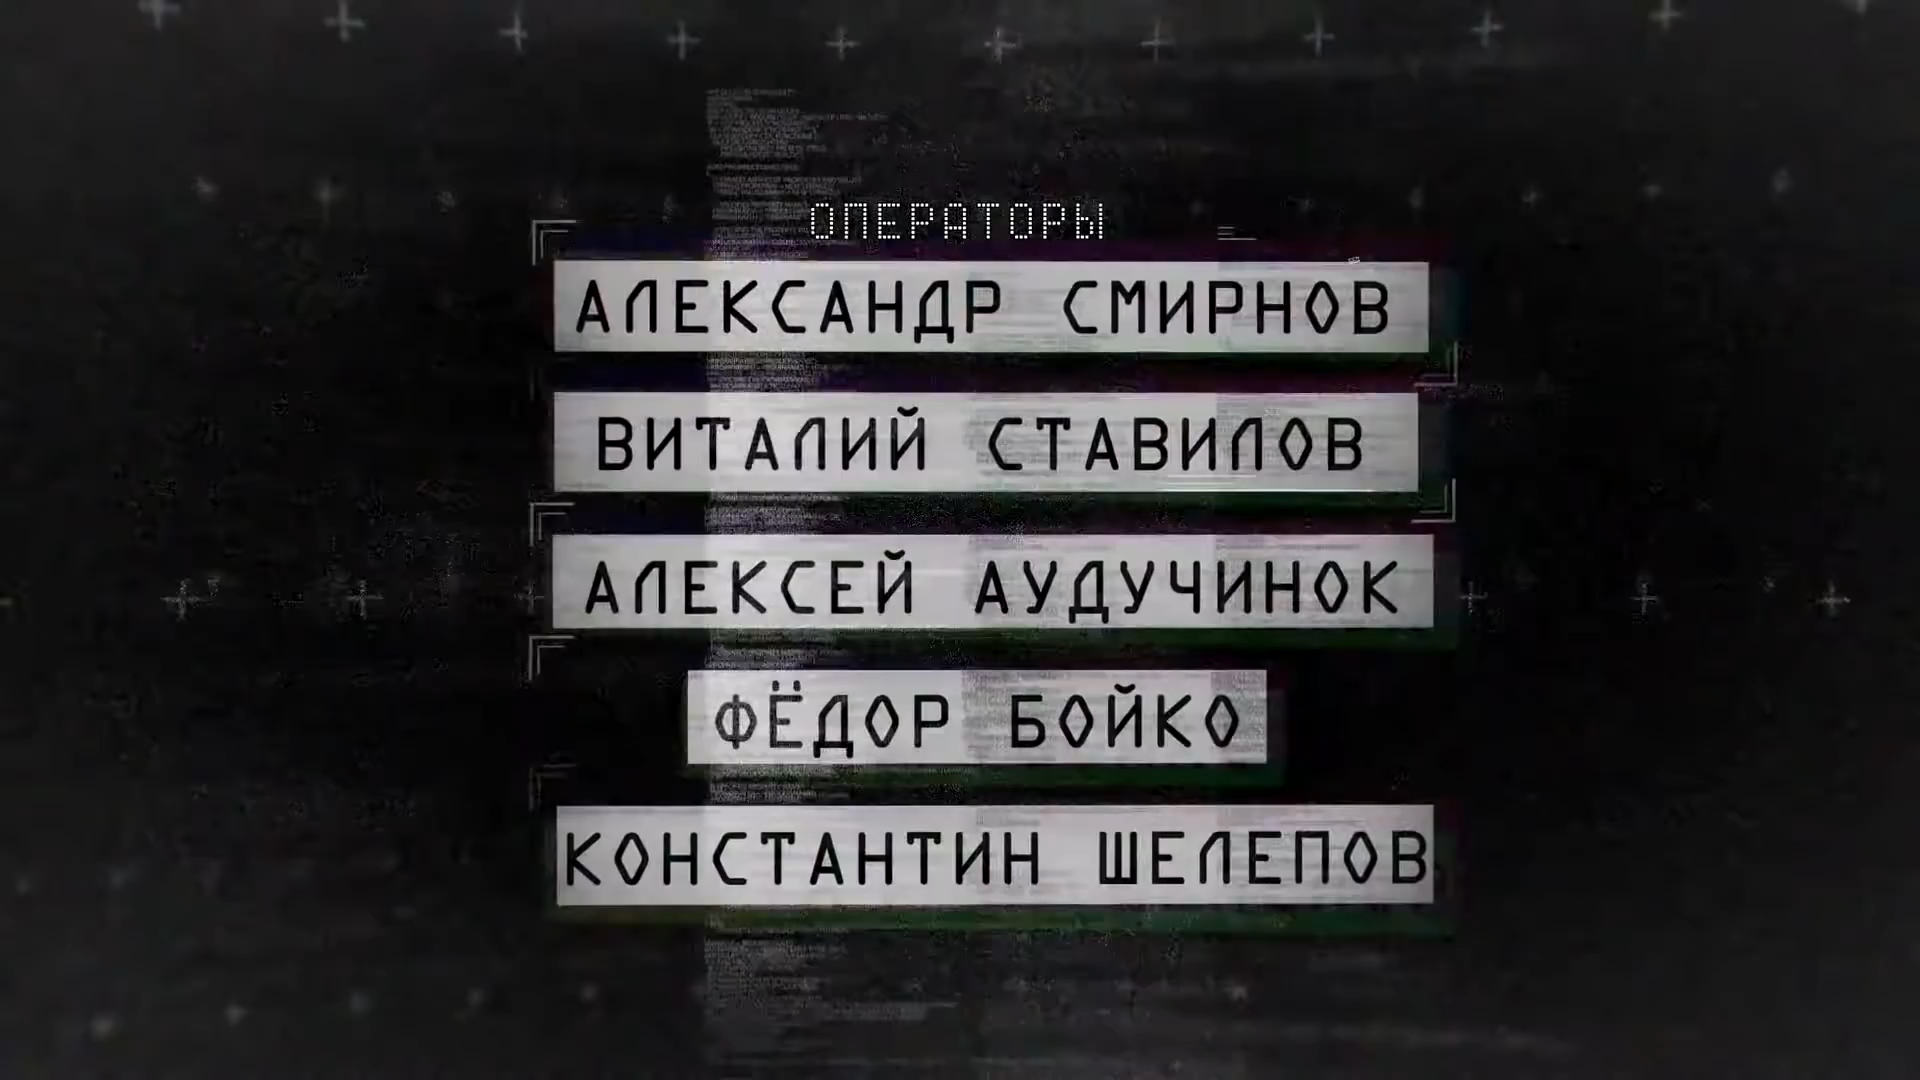 ОПЕРАТОРЫ
АЛЕКСАНДР СМИРНОВ
ВИТАЛИЙ СТАВИЛОВ
АЛЕКСЕЙ АУДУЧИНОК
ФЁДОР БОЙКО
КОНСТАНТИН ШЕЛЕПОВ